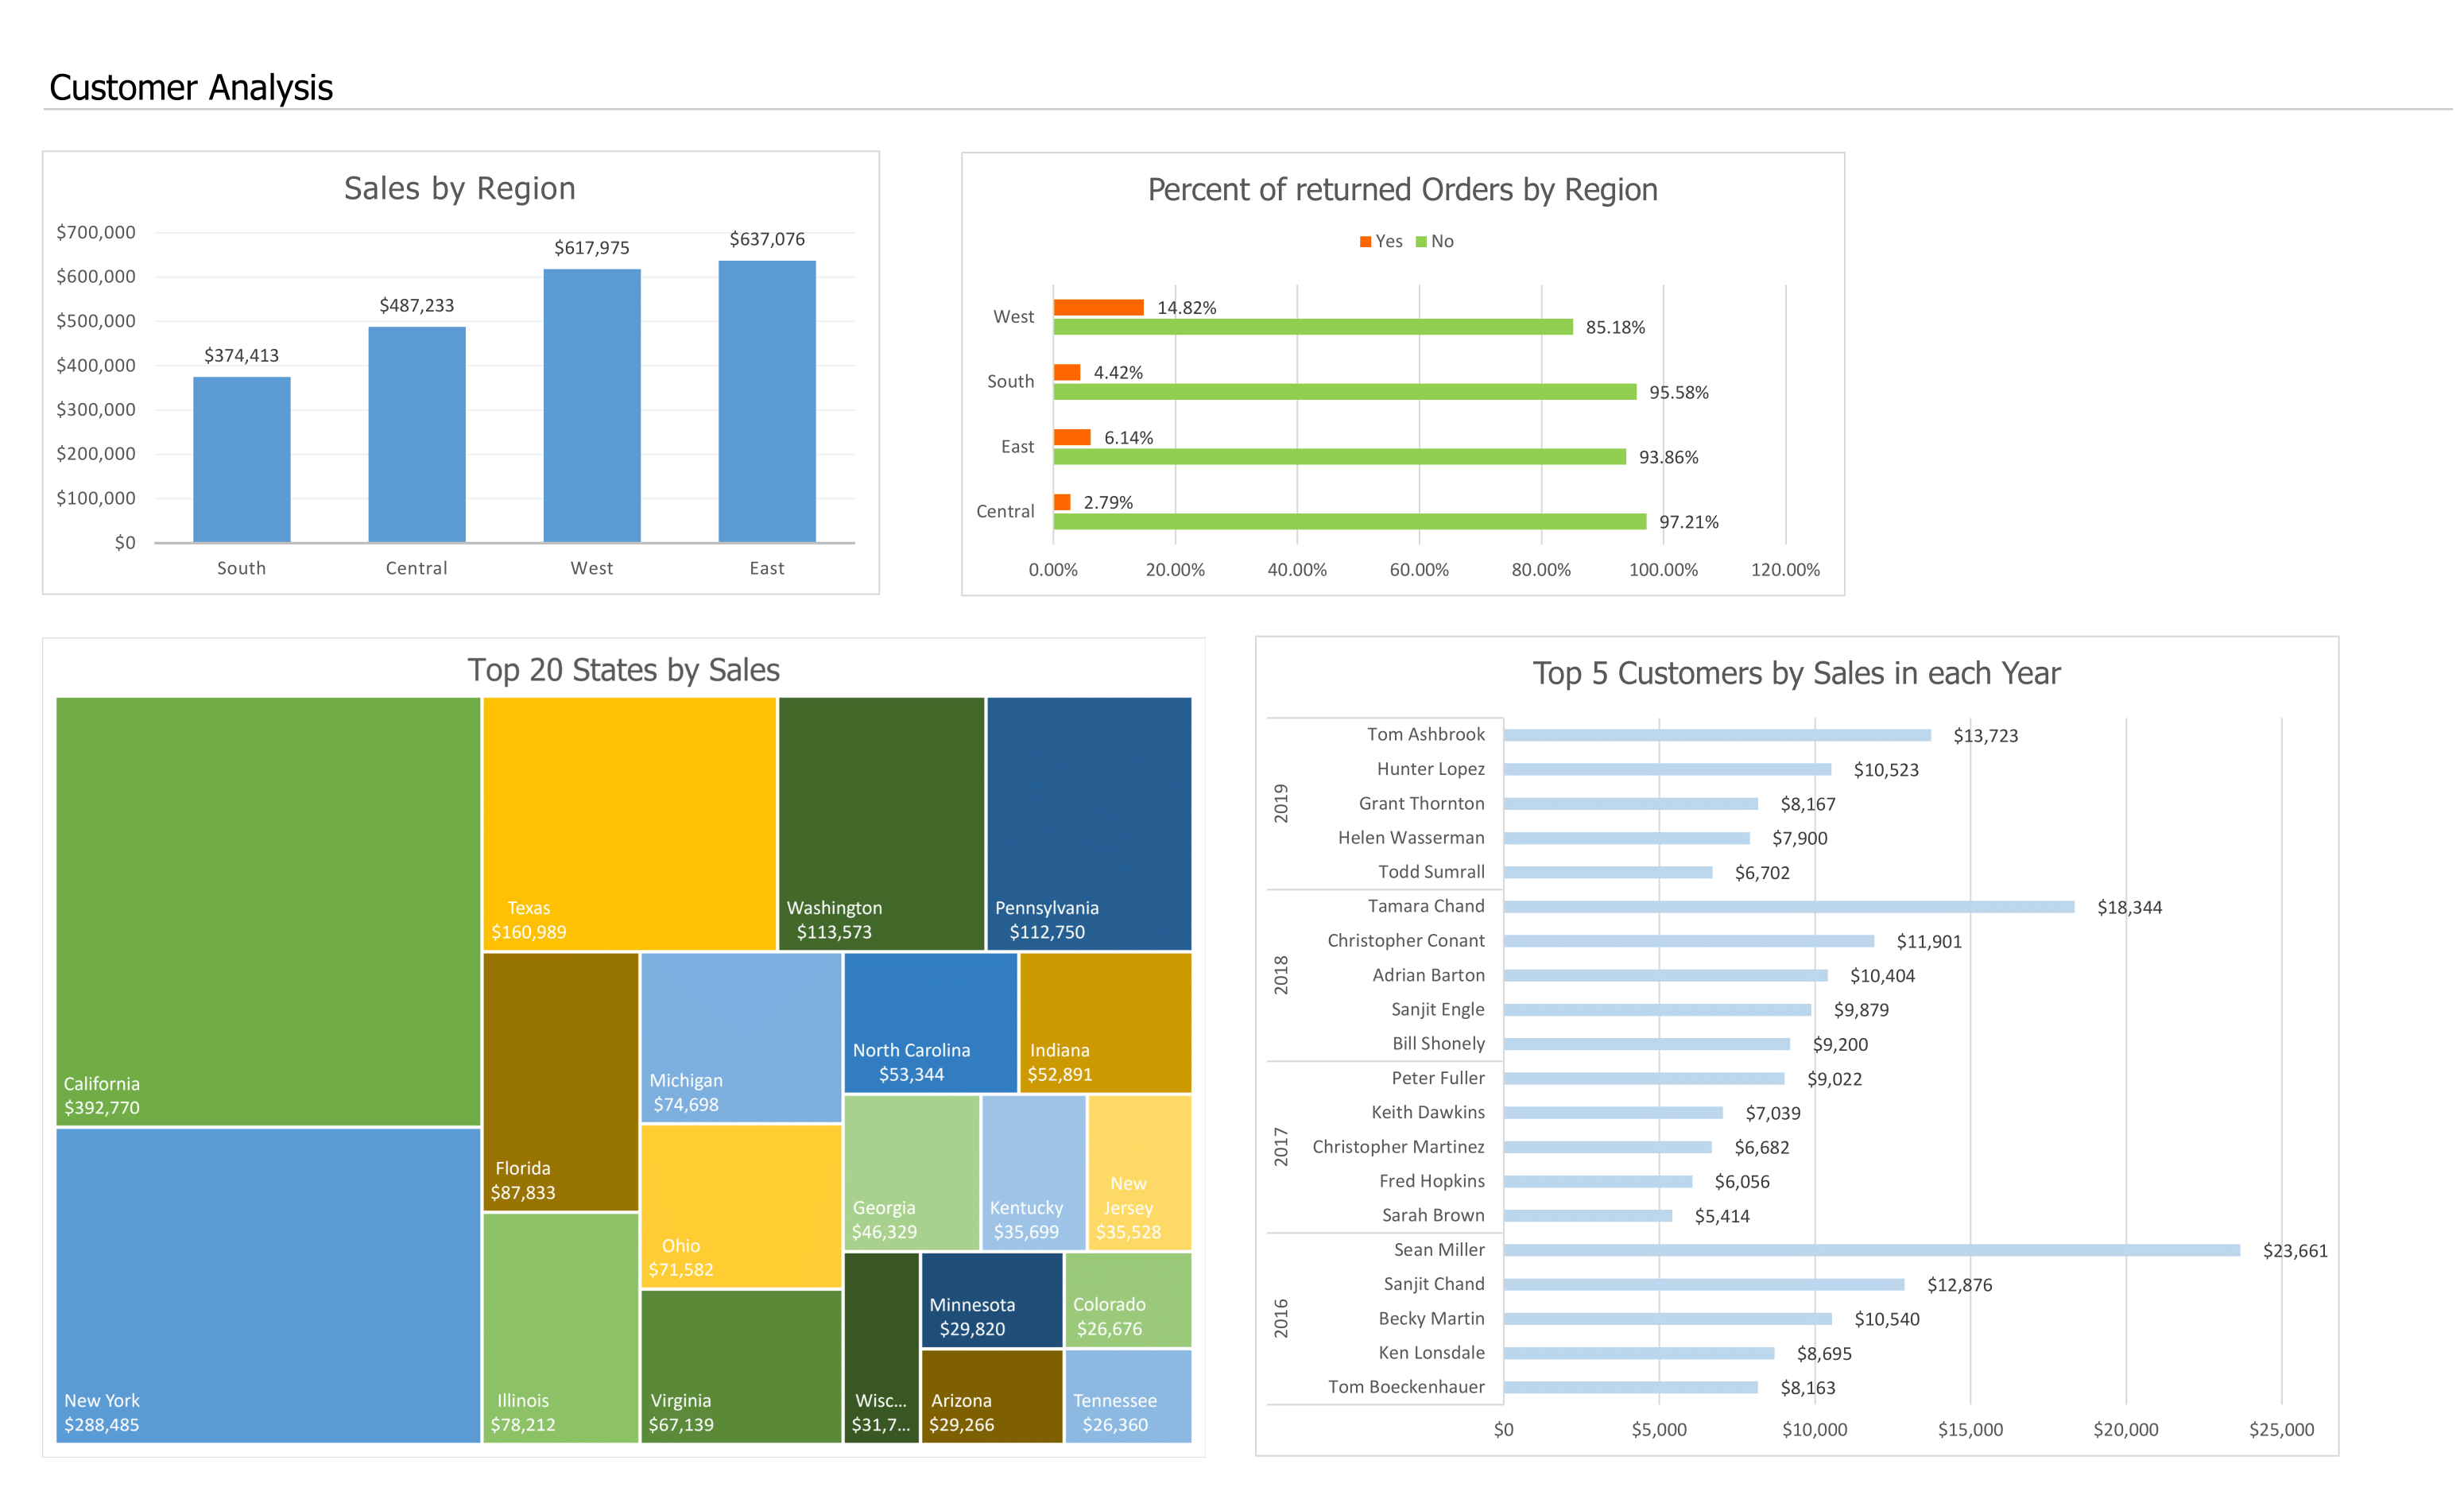 Customer Analysis
Sales by Region
$700,000
$600,000
$500,000
$400,000
$300,000
$200,000
$100,000
$0
$374,413
$487,233
$617,975
$637,076
South
Central
West
East
Percent of returned Orders by Region
Yes
No
West
14.82%
85.18%
South
4.42%
95.58%
East
6.14%
93.86%
Central
2.79%
97.21%
0.00%
20.00%
40.00%
60.00%
80.00%
100.00%
120.00%
Top 20 States by Sales
California
$392,770
New York
$288,485
Texas
$160,989
Washington
$113,573
Pennsylvania
$112,750
Florida
$87,833
Illinois
$78,212
Michigan
$74,698
Ohio
$71,582
Virginia
$67,139
North Carolina
$53,344
Indiana
$52,891
Georgia
$46,329
Kentucky
$35,699
New
Jersey
$35,528
Wisc...
$31,7...
Minnesota
$29,820
Arizona
$29,266
Colorado
$26,676
Tennessee
$26,360
Top 5 Customers by Sales in each Year
2019
Tom Ashbrook
$13,723
Hunter Lopez
$10,523
Grant Thornton
$8,167
Helen Wasserman
$7,900
Todd Sumrall
$6,702
2018
Tamara Chand
$18,344
Christopher Conant
$11,901
Adrian Barton
$10,404
Sanjit Engle
$9,879
Bill Shonely
$9,200
2017
Peter Fuller
$9,022
Keith Dawkins
$7,039
Christopher Martinez
$6,682
Fred Hopkins
$6,056
Sarah Brown
$5,414
2016
Sean Miller
$23,661
Sanjit Chand
$12,876
Becky Martin
$10,540
Ken Lonsdale
$8,695
Tom Boeckenhauer
$8,163
$0
$5,000
$10,000
$15,000
$20,000
$25,000